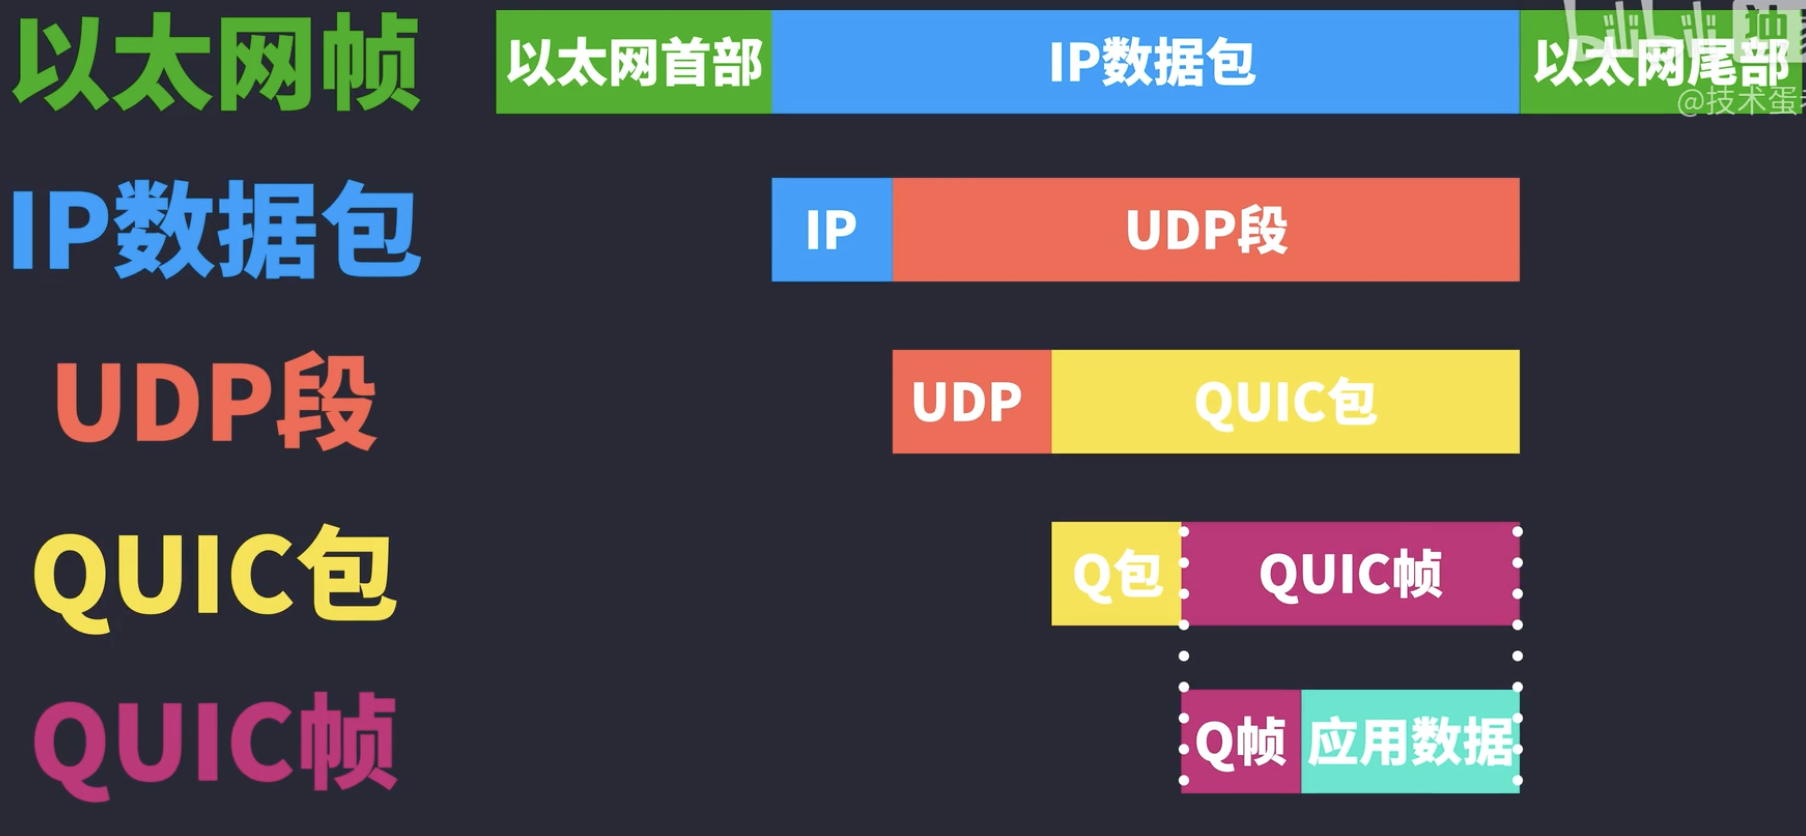 以太网帧 以太网首部 IP数据包 以太网尾部
@技术蛋
IP数据包 IP UDP段
UDP段 UDP QUIC包
QUIC包 Q包 QUIC帧
QUIC帧 Q帧 应用数据